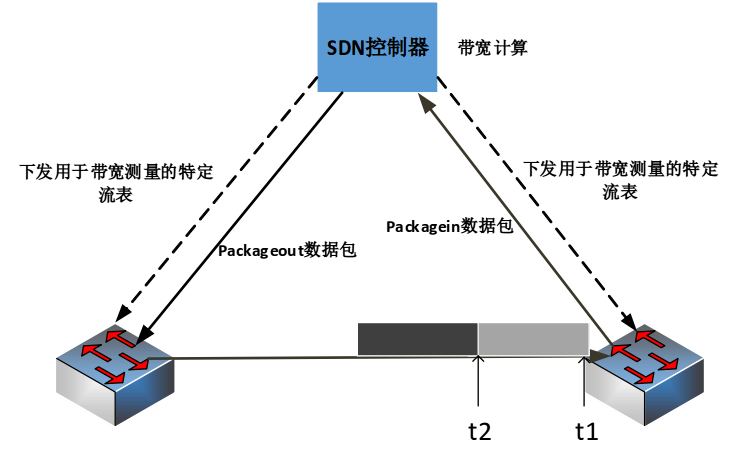 SDN控制器
带宽计算
下发用于带宽测量的特定
流表
下发用于带宽测量的特定
流表
Packagein数据包
Packageout数据包
t2
t1